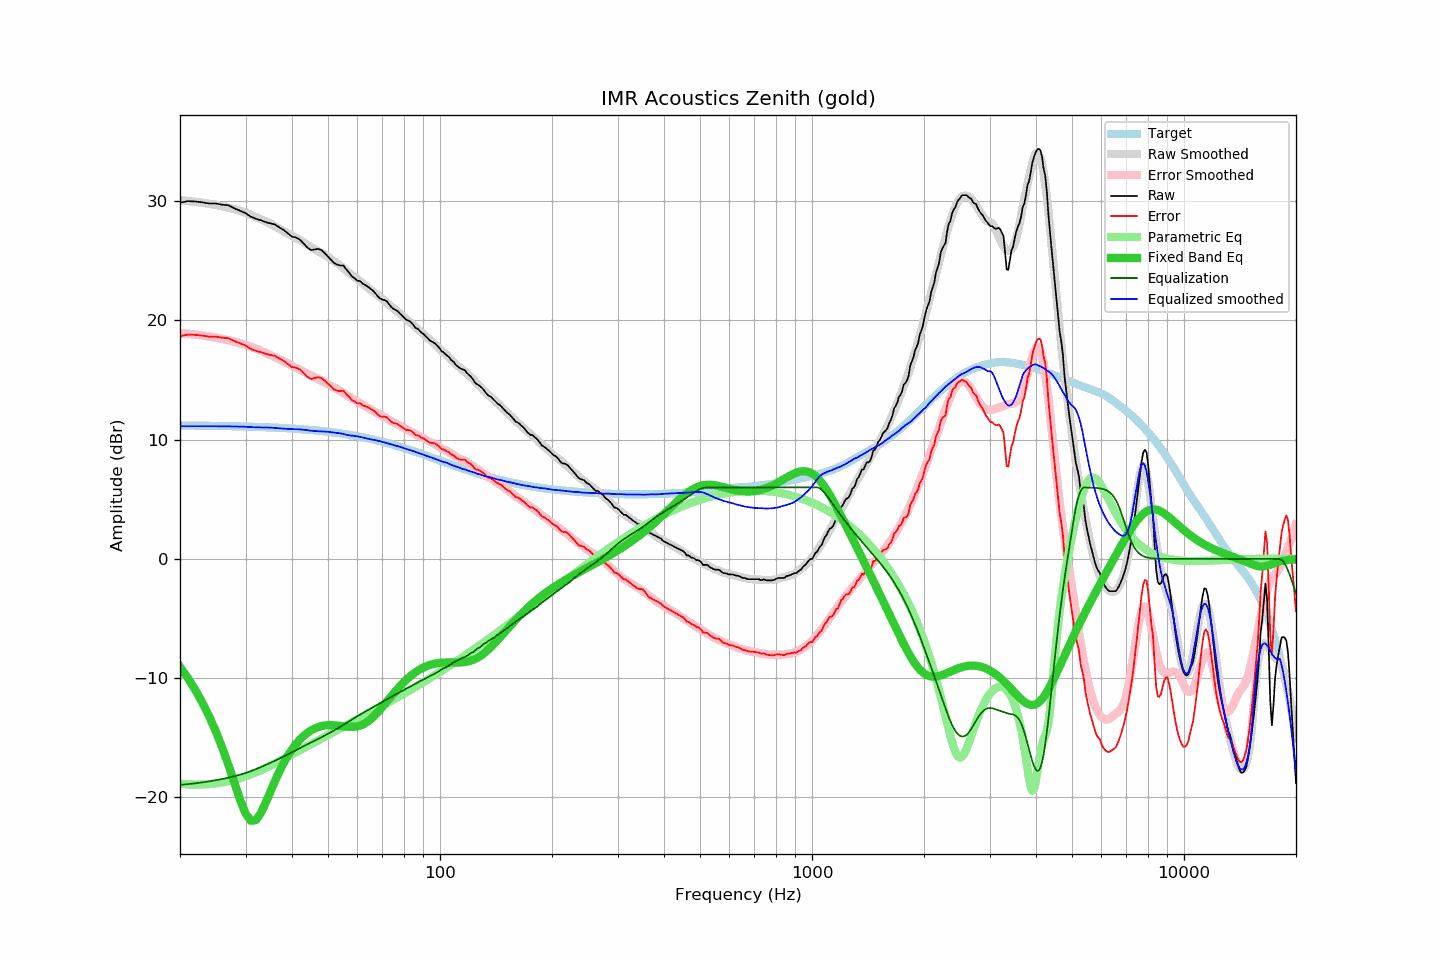 IMR Acoustics Zenith (gold)
Target
Raw Smoothed
Error Smoothed
Raw
Error
Parametric Eq
Fixed Band Eq
Equalization
Equalized smoothed
Amplitude (dBr)
30
20
10
0
−10
−20
100
1000
10000
Frequency (Hz)